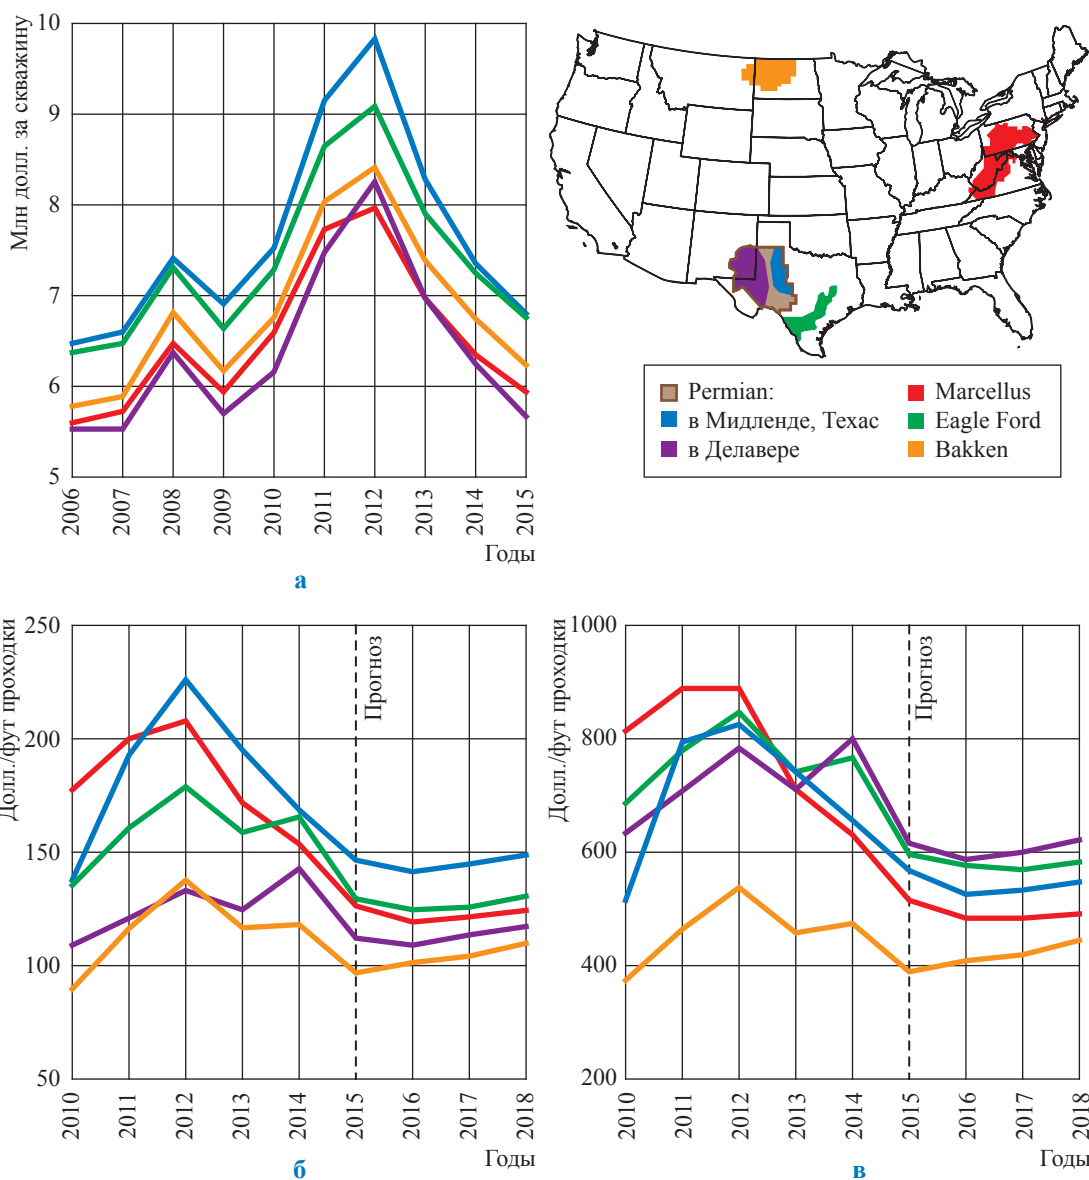 Млн долл. за скважину
10
9
8
7
6
5
2006
2007
2008
2009
2010
2011
2012
2013
2014
2015
Годы
а
Permian:
в Мидленде, Техас
в Делавере
Marcellus
Eagle Ford
Bakken
Долл./фут проходки
250
200
150
100
50
Прогноз
2010
2011
2012
2013
2014
2015
2016
2017
2018
Годы
б
Долл./фут проходки
1000
800
600
400
200
Прогноз
2010
2011
2012
2013
2014
2015
2016
2017
2018
Годы
в